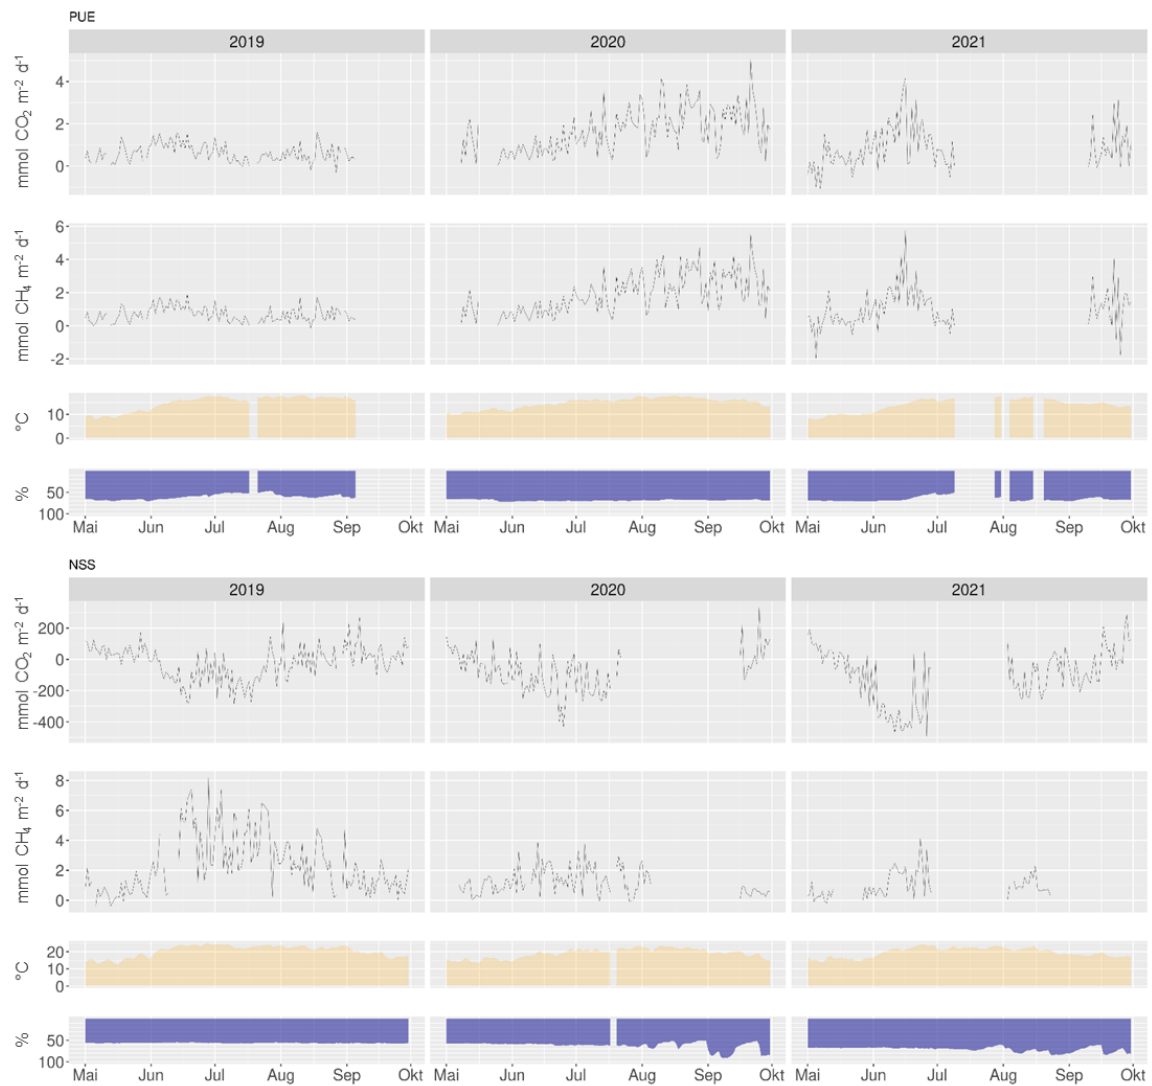 PUE
2019 2020 2021
mmol CO₂ m⁻² d⁻¹
4
2
0
mmol CH₄ m⁻² d⁻¹
6
4
2
0
-2
°C
10
0
%
50
100
Mai Jun Jul Aug Sep Okt Mai Jun Jul Aug Sep Okt Mai Jun Jul Aug Sep Okt
NSS
2019 2020 2021
mmol CO₂ m⁻² d⁻¹
200
0
-200
-400
mmol CH₄ m⁻² d⁻¹
8
6
4
2
0
°C
20
10
0
%
50
100
Mai Jun Jul Aug Sep Okt Mai Jun Jul Aug Sep Okt Mai Jun Jul Aug Sep Okt